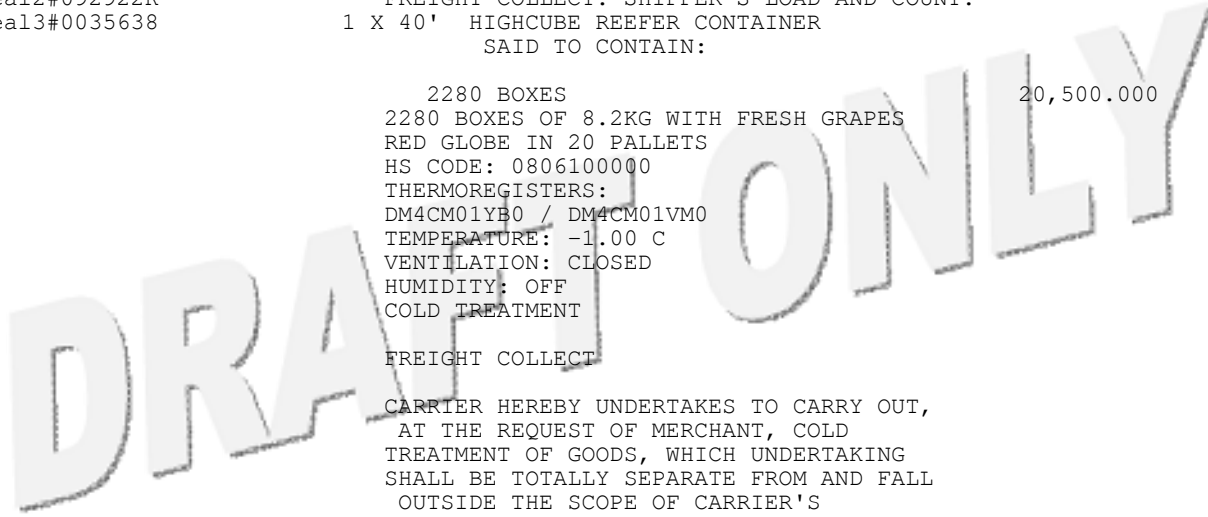 FREIGHT COLLECT. SHIPPER'S LOAD AND COUNT.
eal3#0035638 1 X 40' HIGHCUBE REEFER CONTAINER
SAID TO CONTAIN:
2280 BOXES 20,500.000
2280 BOXES OF 8.2KG WITH FRESH GRAPES
RED GLOBE IN 20 PALLETS
HS CODE: 0806100000
THERMOREGISTERS:
DM4CM01YB0 / DM4CM01VM0
TEMPERATURE: -1.00 C
VENTILATION: CLOSED
HUMIDITY: OFF
COLD TREATMENT
FREIGHT COLLECT
CARRIER HEREBY UNDERTAKES TO CARRY OUT,
AT THE REQUEST OF MERCHANT, COLD
TREATMENT OF GOODS, WHICH UNDERTAKING
SHALL BE TOTALLY SEPARATE FROM AND FALL
OUTSIDE THE SCOPE OF CARRIER'S
DRAFT ONLY